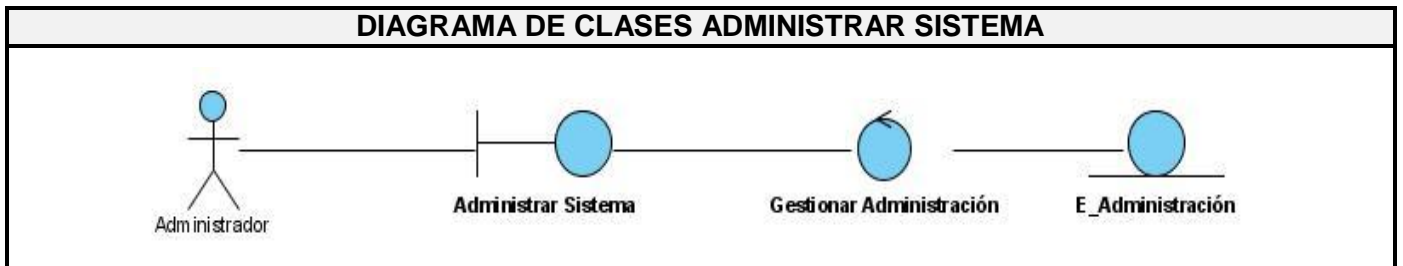 DIAGRAMA DE CLASES ADMINISTRAR SISTEMA
Administrador
Administrar Sistema
Gestionar Administración
E_Administración